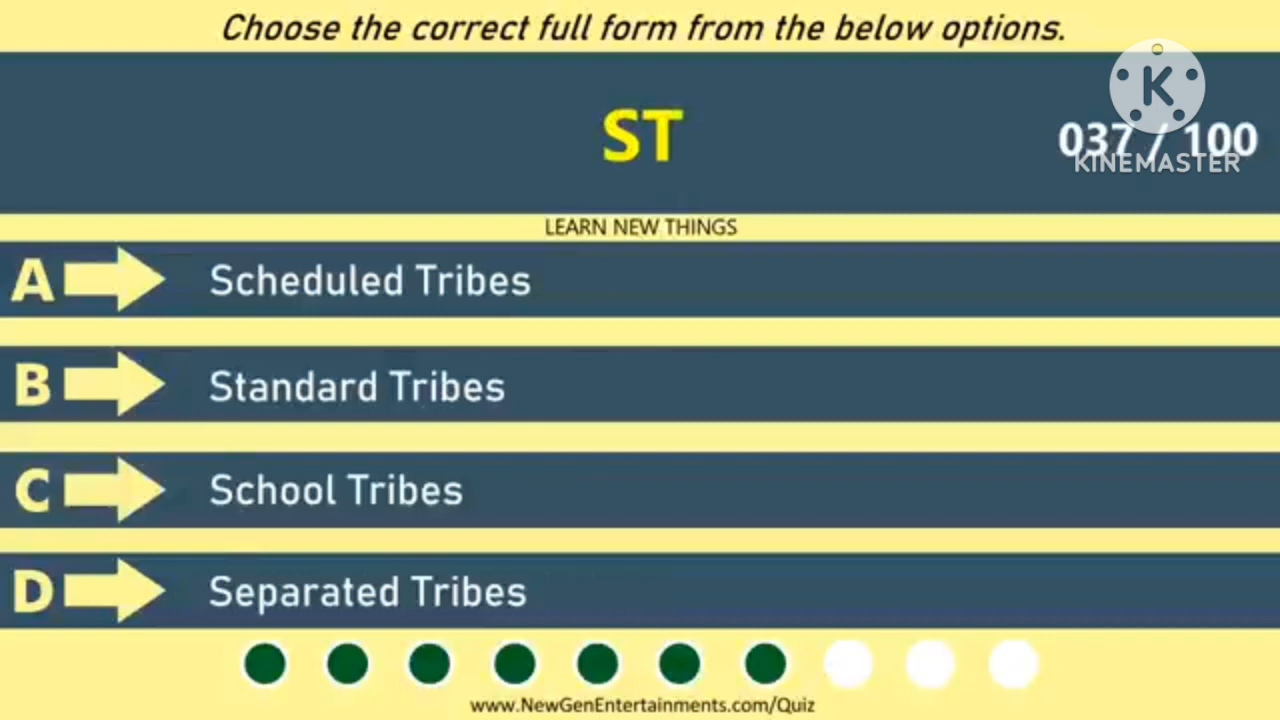 Choose the correct full form from the below options.
ST
K
037 / 100
KINEMASTER
LEARN NEW THINGS
A Scheduled Tribes
B Standard Tribes
C School Tribes
D Separated Tribes
www.NewGenEntertainments.com/Quiz